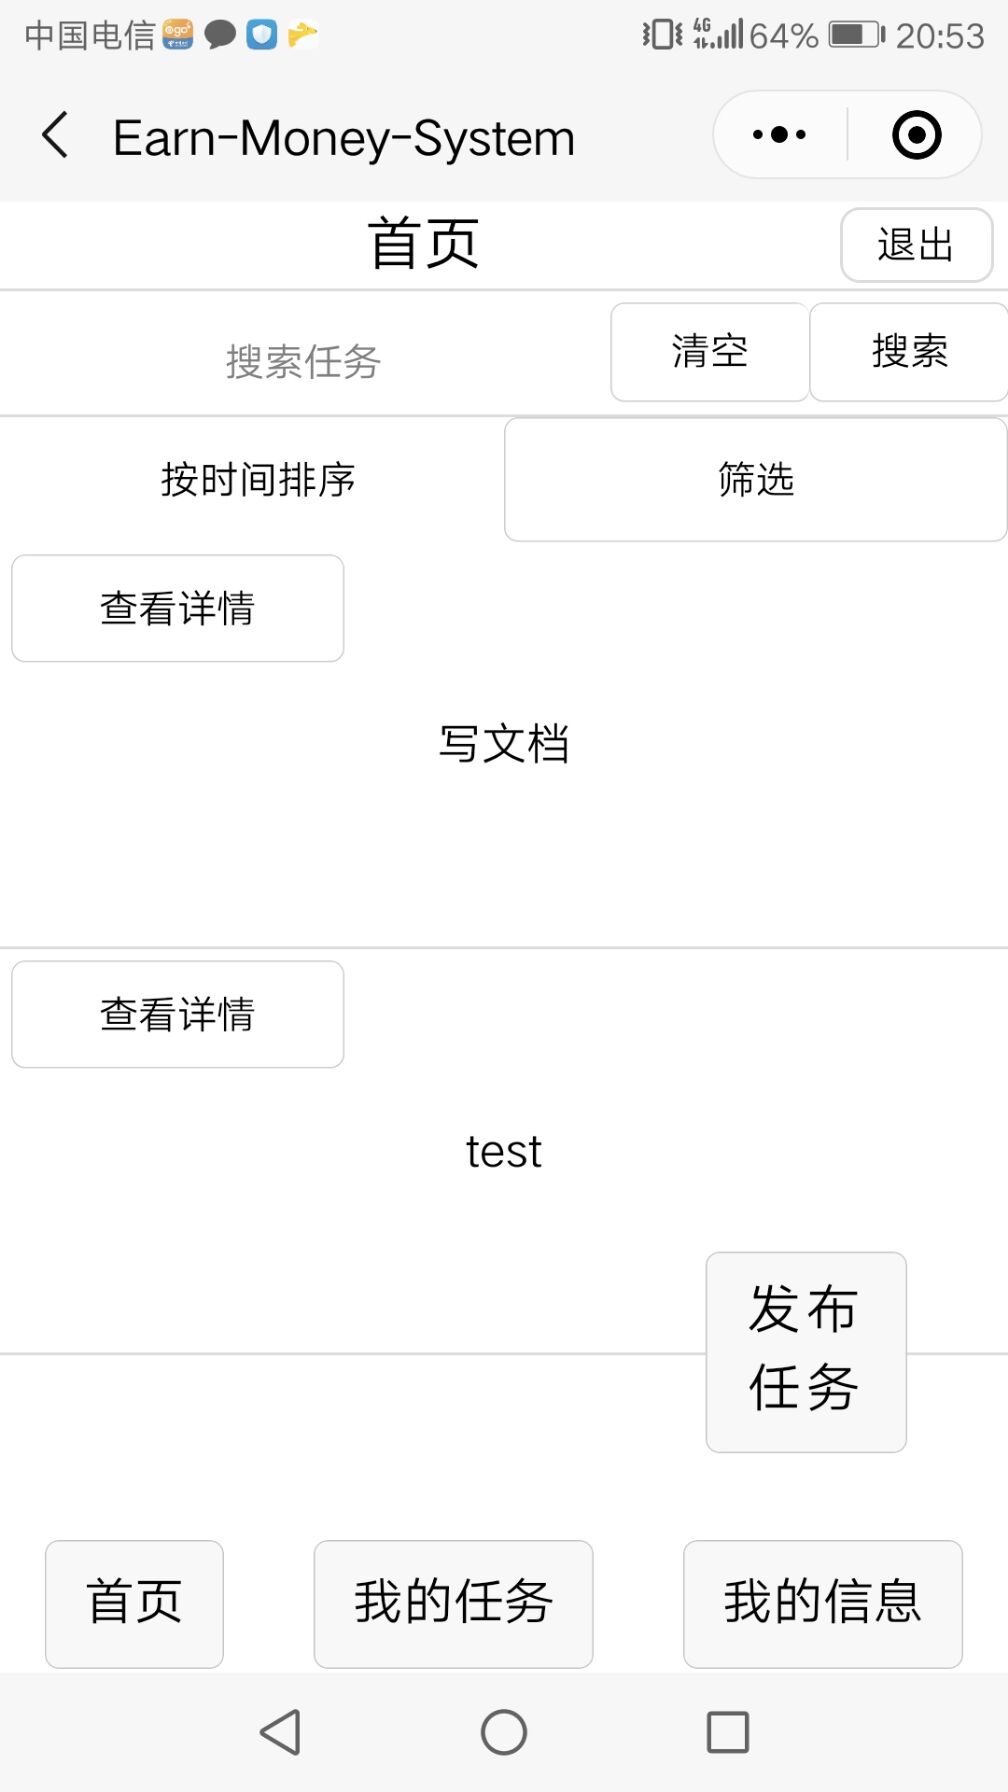 中国电信 4G 64% 20:53
Earn-Money-System
首页 退出
搜索任务 清空 搜索
按时间排序 筛选
查看详情
写文档
查看详情
test
发布
任务
首页 我的任务 我的信息